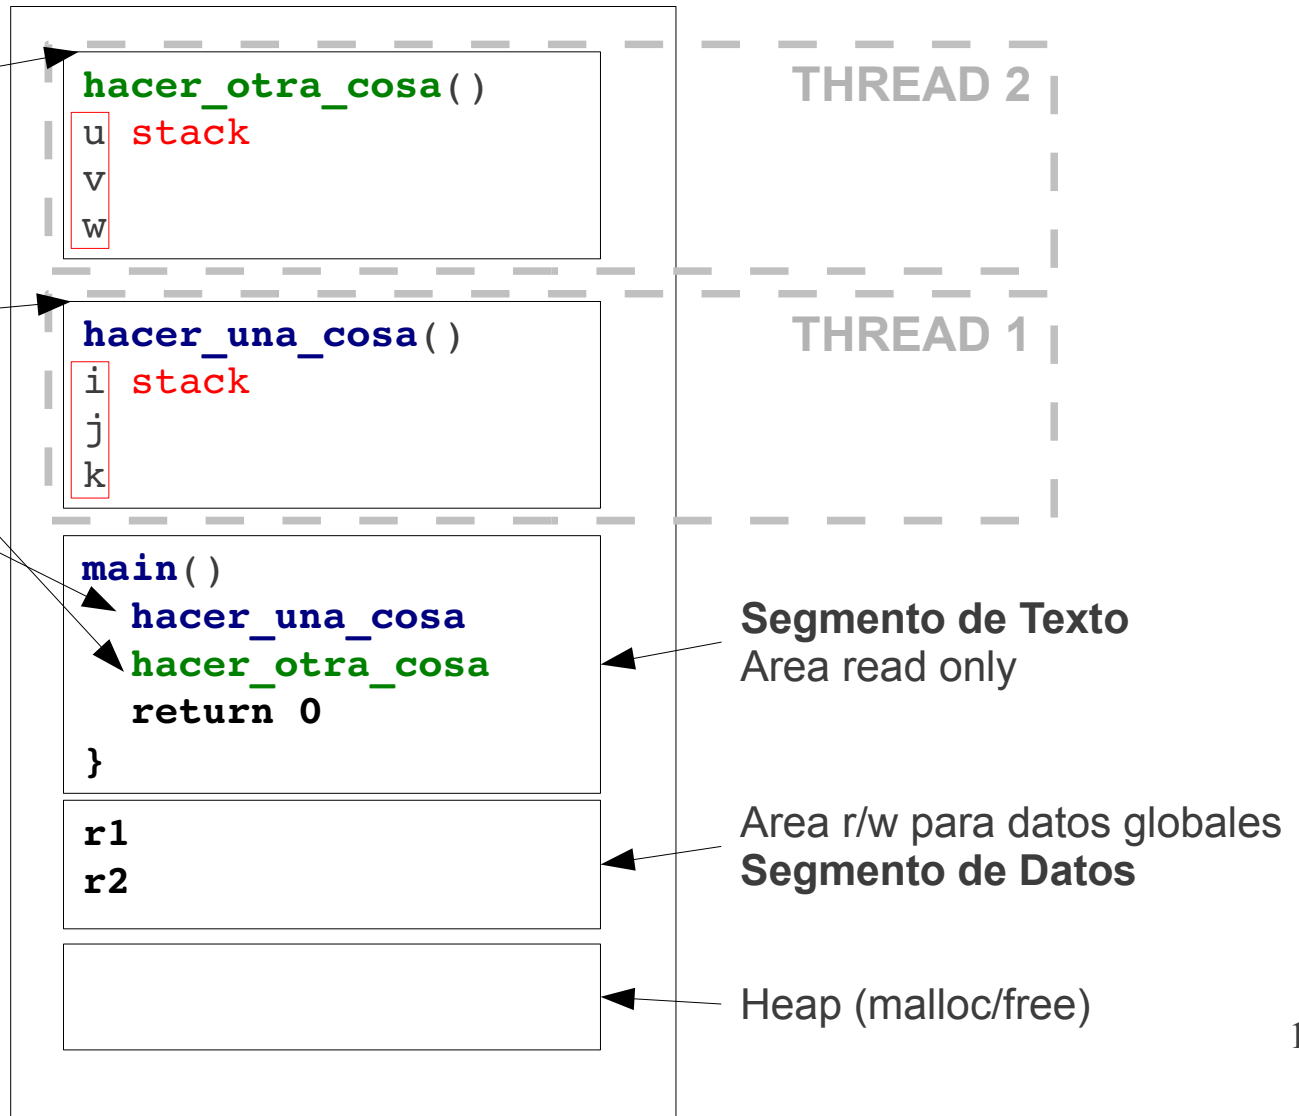 hacer_otra_cosa()
THREAD 2
u stack
v
w
hacer_una_cosa()
THREAD 1
i stack
j
k
main()
hacer_una_cosa
hacer_otra_cosa
return 0
}
Segmento de Texto
Area read only
r1
r2
Area r/w para datos globales
Segmento de Datos
Heap (malloc/free)
1